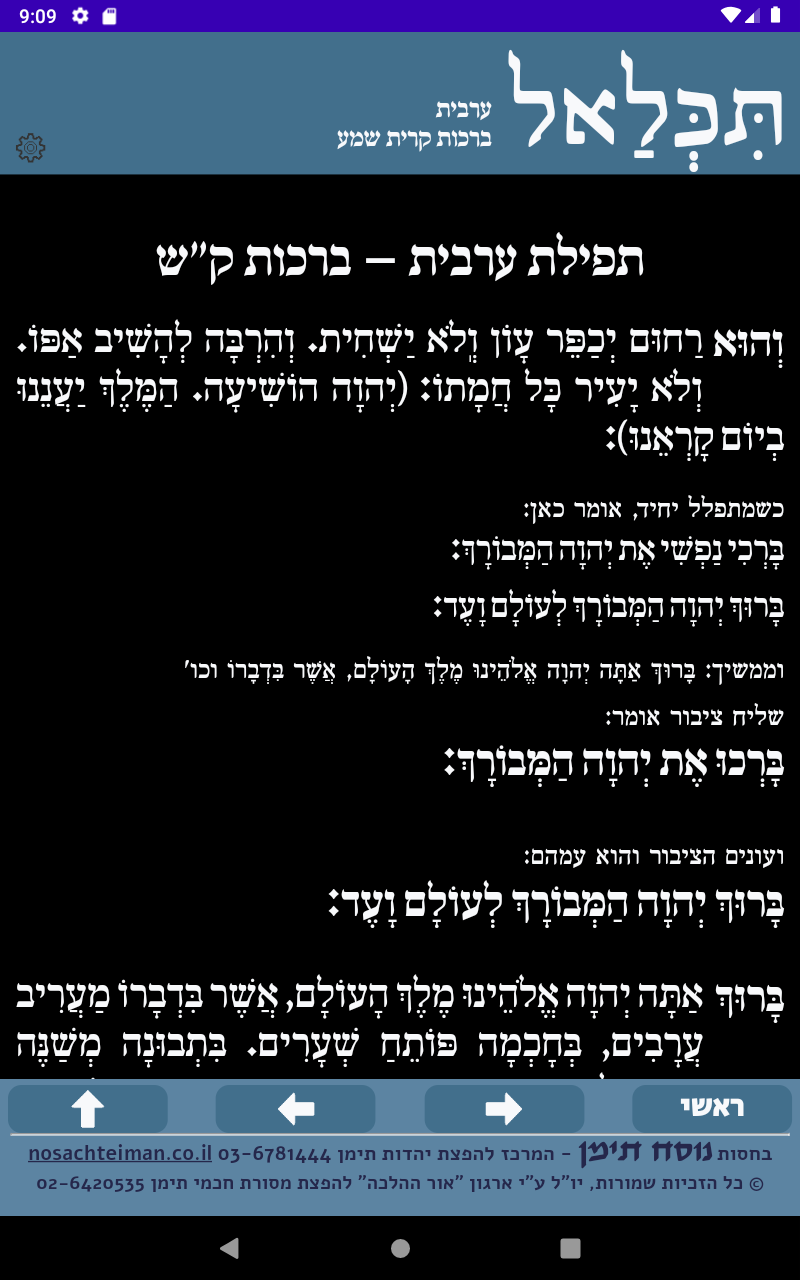 9:09
תִּכְּלַאל
ערבית
ברכות קרית שמע
תפילת ערבית – ברכות ק״ש
וְהוּא רַחוּם יְכַפֵּר עָוֹן וְלֹא יַשְׁחִית. וְהִרְבָּה לְהָשִׁיב אַפּוֹ.
וְלֹא יָעִיר כָּל חֲמָתוֹ: (יְהוָה הוֹשִׁיעָה. הַמֶּלֶךְ יַעֲנֵנוּ
בְיוֹם קָרְאֵנוּ):
כשמתפלל יחיד, אומר כאן:
בָּרְכִי נַפְשִׁי אֶת יְהוָה הַמְּבוֹרָךְ:
בָּרוּךְ יְהוָה הַמְּבוֹרָךְ לְעוֹלָם וָעֶד:
וממשיך: בָּרוּךְ אַתָּה יְהוָה אֱלֹהֵינוּ מֶלֶךְ הָעוֹלָם, אֲשֶׁר בִּדְבָרוֹ וכו'
שליח ציבור אומר:
בָּרְכוּ אֶת יְהוָה הַמְּבוֹרָךְ:
ועונים הציבור והוא עמהם:
בָּרוּךְ יְהוָה הַמְּבוֹרָךְ לְעוֹלָם וָעֶד:
בָּרוּךְ אַתָּה יְהוָה אֱלֹהֵינוּ מֶלֶךְ הָעוֹלָם, אֲשֶׁר בִּדְבָרוֹ מַעֲרִיב
עֲרָבִים, בְּחָכְמָה פּוֹתֵחַ שְׁעָרִים. בִּתְבוּנָה מְשַׁנֶּה
ראשי
בחסות נוסח תימן - המרכז להפצת יהדות תימן 03-6781444 nosachteiman.co.il
© כל הזכיות שמורות, יו״ל ע״י ארגון ״אור ההלכה״ להפצת מסורת חכמי תימן 02-6420535